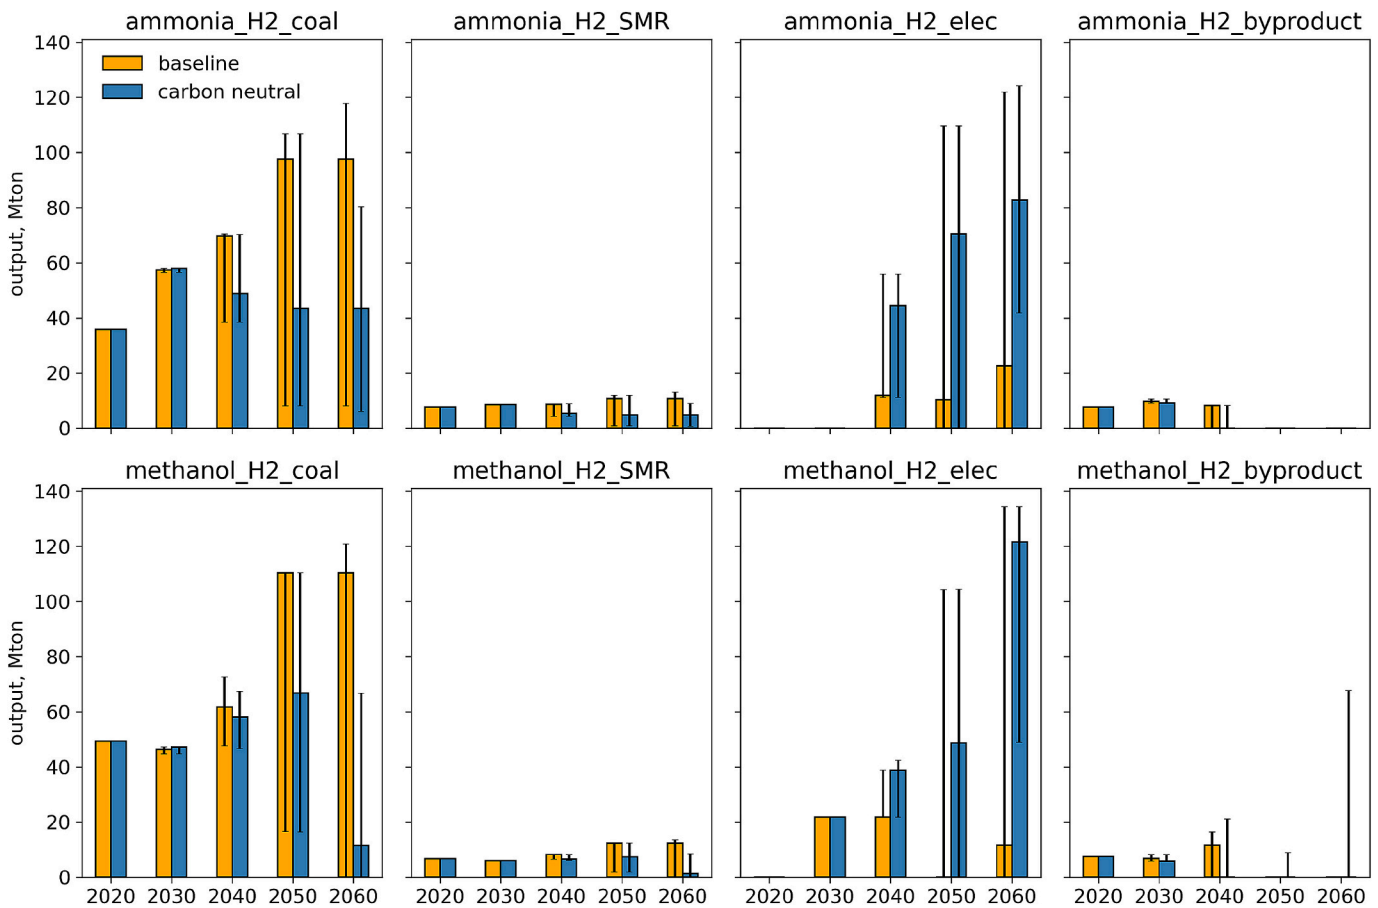 ammonia_H2_coal
ammonia_H2_SMR
ammonia_H2_elec
ammonia_H2_byproduct
140
120
100
80
60
40
20
0
output, Mton
baseline
carbon neutral
methanol_H2_coal
methanol_H2_SMR
methanol_H2_elec
methanol_H2_byproduct
140
120
100
80
60
40
20
0
output, Mton
2020 2030 2040 2050 2060
2020 2030 2040 2050 2060
2020 2030 2040 2050 2060
2020 2030 2040 2050 2060